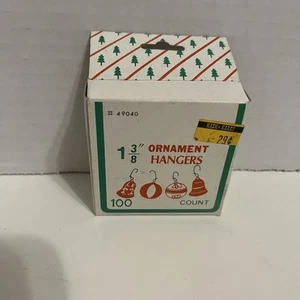 # 49040
29¢
1 3/8" ORNAMENT
HANGERS
100 COUNT